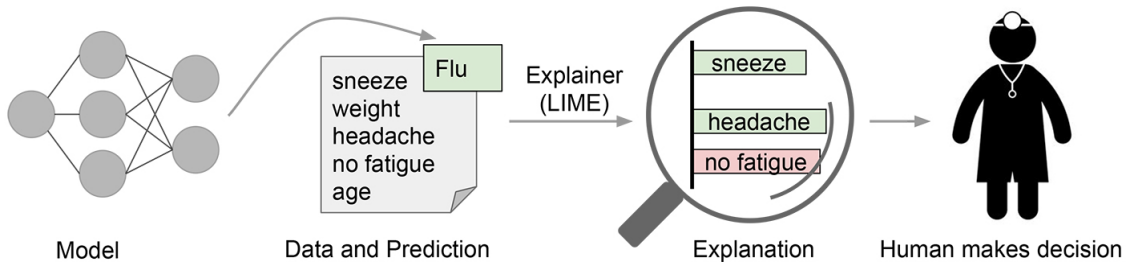 Flu
sneeze
weight
headache
no fatigue
age
Explainer
(LIME)
sneeze
headache
no fatigue
Model
Data and Prediction
Explanation
Human makes decision